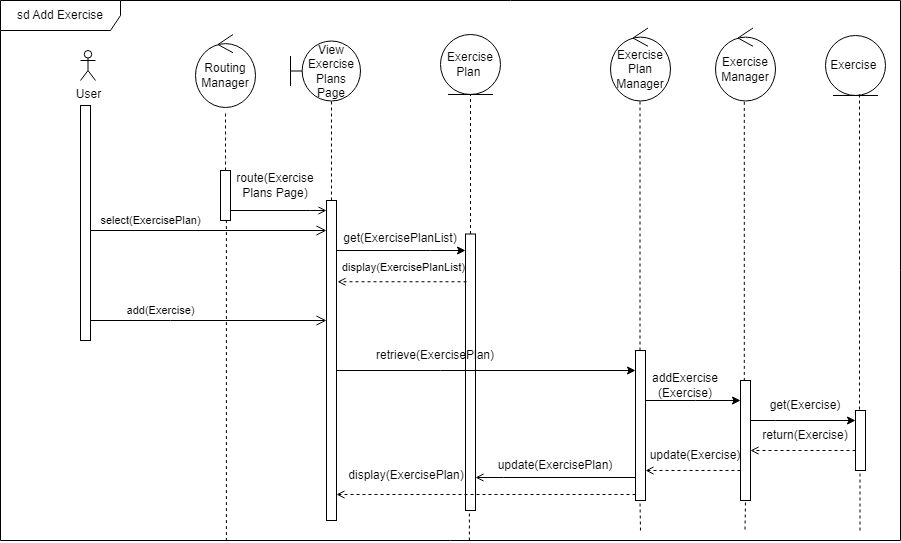 sd Add Exercise
User
Routing
Manager
View
Exercise
Plans
Page
Exercise
Plan
Exercise
Plan
Manager
Exercise
Manager
Exercise
route(Exercise
Plans Page)
select(ExercisePlan)
get(ExercisePlanList)
display(ExercisePlanList)
add(Exercise)
retrieve(ExercisePlan)
addExercise
(Exercise)
get(Exercise)
return(Exercise)
update(Exercise)
update(ExercisePlan)
display(ExercisePlan)